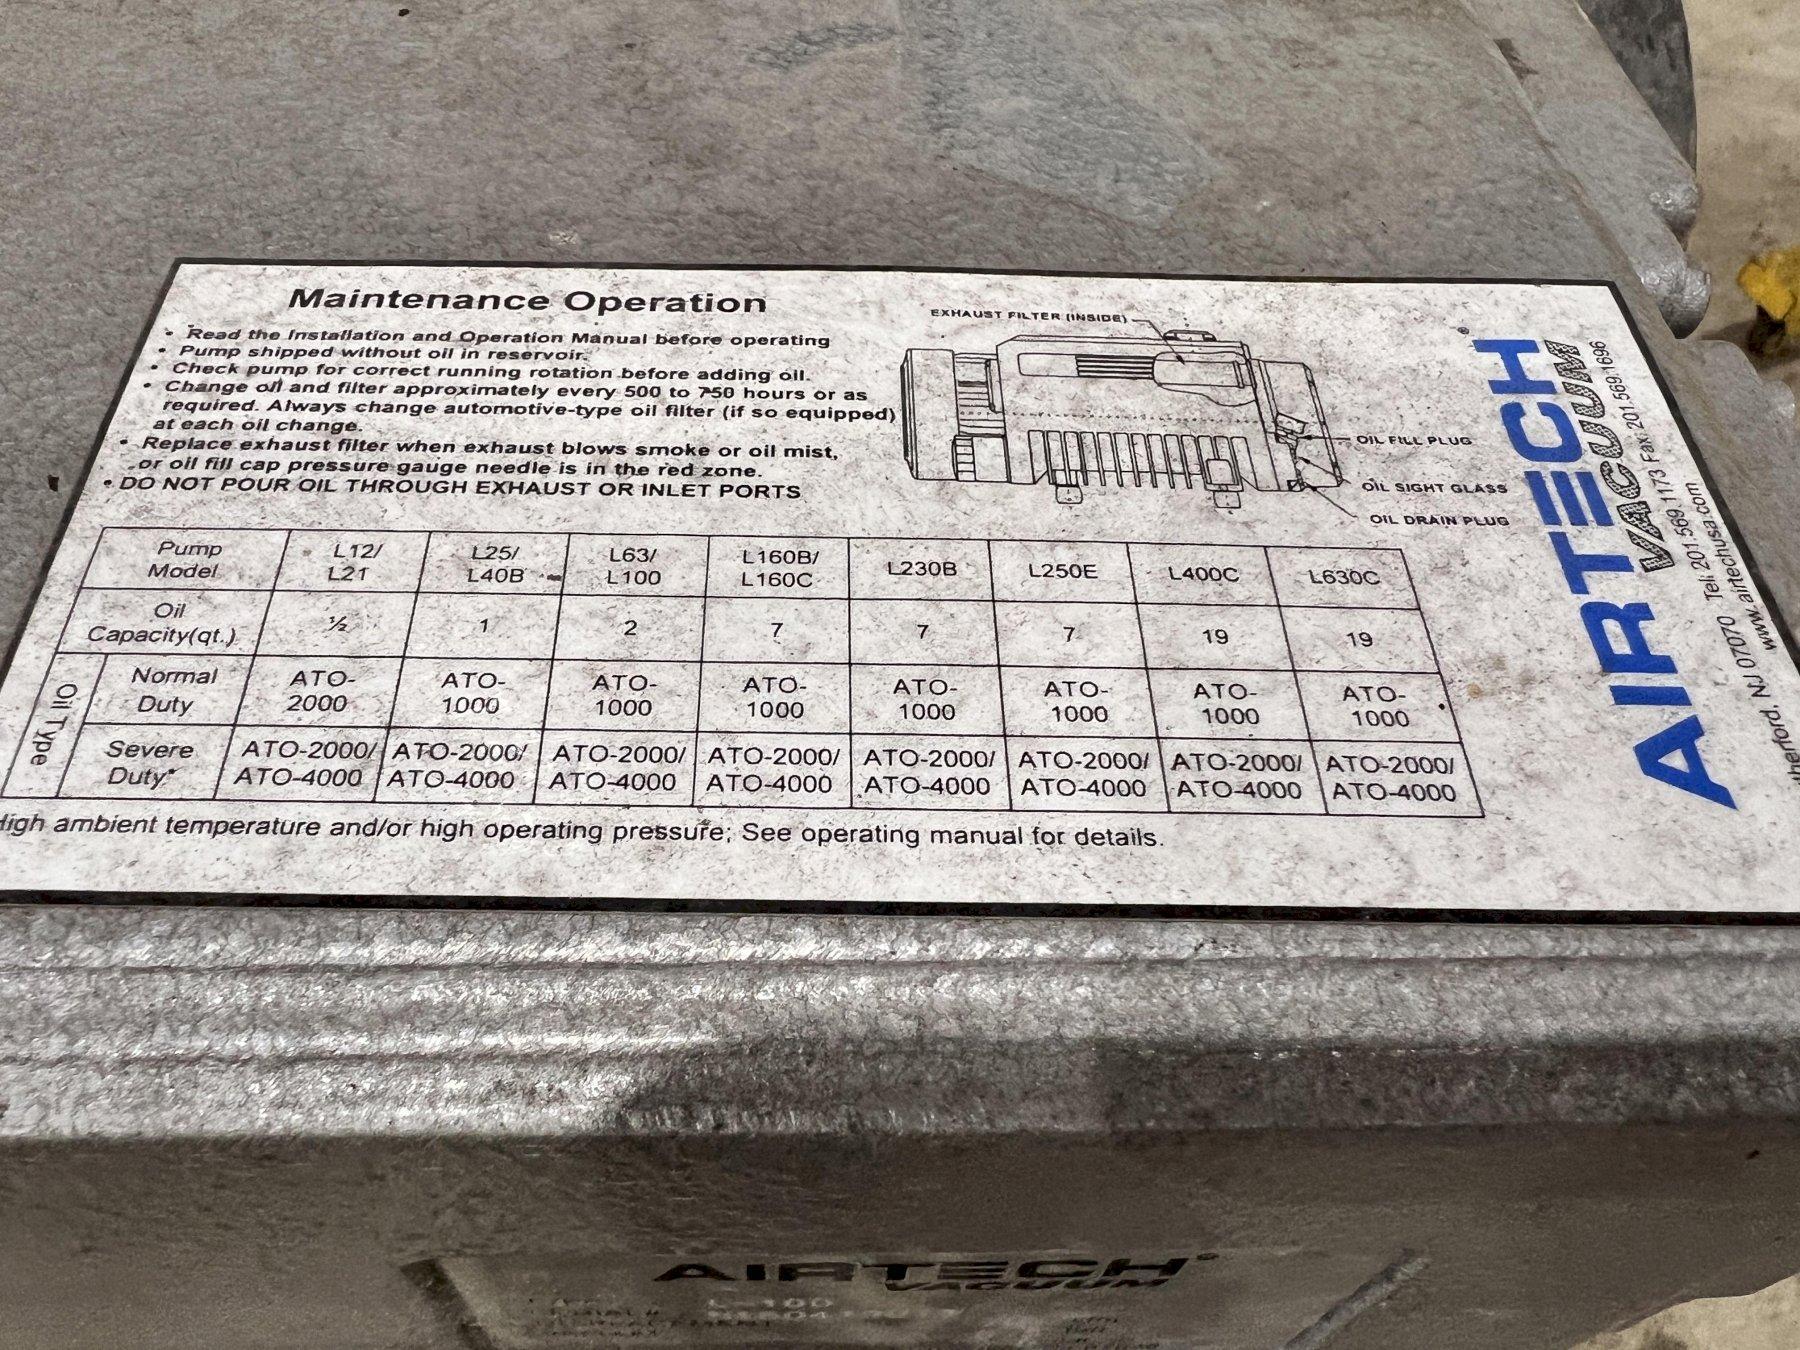 Maintenance Operation
• Read the Installation and Operation Manual before operating
• Pump shipped without oil in reservoir.
• Check pump for correct running rotation before adding oil.
• Change oil and filter approximately every 500 to 750 hours or as
required. Always change automotive-type oil filter (if so equipped)
at each oil change.
• Replace exhaust filter when exhaust blows smoke or oil mist,
or oil fill cap pressure gauge needle is in the red zone.
• DO NOT POUR OIL THROUGH EXHAUST OR INLET PORTS
EXHAUST FILTER (INSIDE)
OIL FILL PLUG
OIL SIGHT GLASS
OIL DRAIN PLUG
Pump Model L12/ L21 L25/ L40B L63/ L100 L160B/ L160C L230B L250E L400C L630C
Oil Capacity(qt.) ½ 1 2 7 7 7 19 19
Oil Type
Normal Duty ATO-2000 ATO-1000 ATO-1000 ATO-1000 ATO-1000 ATO-1000 ATO-1000 ATO-1000
Severe Duty* ATO-2000/ ATO-4000 ATO-2000/ ATO-4000 ATO-2000/ ATO-4000 ATO-2000/ ATO-4000 ATO-2000/ ATO-4000 ATO-2000/ ATO-4000 ATO-2000/ ATO-4000 ATO-2000/ ATO-4000
High ambient temperature and/or high operating pressure; See operating manual for details.
AIRTECH®
VACUUM
NJ 07070 Tel: 201.569.1173 Fax: 201.569.1696
www.airtechusa.com
AIRTECH
VACUUM